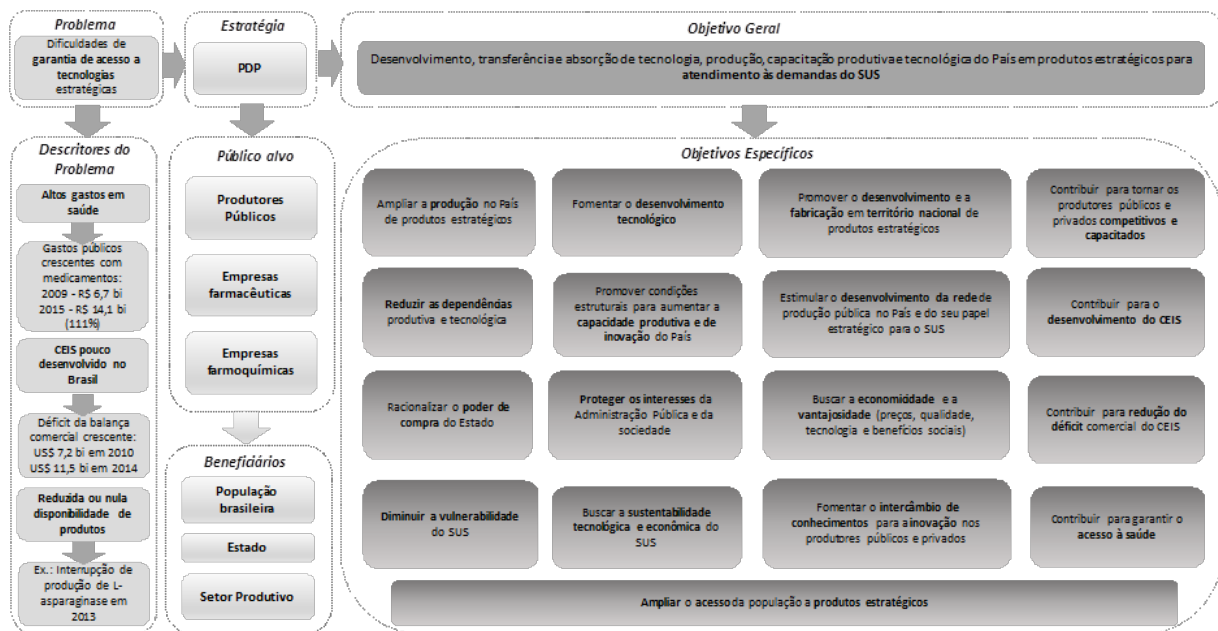 Problema
Dificuldades de
garantia de acesso a
tecnologias
estratégicas
Estratégia
PDP
Objetivo Geral
Desenvolvimento, transferência e absorção de tecnologia, produção, capacitação produtiva e tecnológica do País em produtos estratégicos para
atendimento às demandas do SUS
Descritores do
Problema
Altos gastos em
saúde
Gastos públicos
crescentes com
medicamentos:
2009 - R$ 6,7 bi
2015 - R$ 14,1 bi
(111%)
CEIS pouco
desenvolvido no
Brasil
Déficit da balança
comercial crescente:
US$ 7,2 bi em 2010
US$ 11,5 bi em 2014
Reduzida ou nula
disponibilidade de
produtos
Ex.: Interrupção de
produção de L-
asparaginase em
2013
Público alvo
Produtores
Públicos
Empresas
farmacêuticas
Empresas
farmoquímicas
Beneficiários
População
brasileira
Estado
Setor Produtivo
Objetivos Específicos
Ampliar a produção no País
de produtos estratégicos
Fomentar o desenvolvimento
tecnológico
Promover o desenvolvimento e a
fabricação em território nacional de
produtos estratégicos
Contribuir para tornar os
produtores públicos e
privados competitivos e
capacitados
Reduzir as dependências
produtiva e tecnológica
Promover condições
estruturais para aumentar a
capacidade produtiva e de
inovação do País
Estimular o desenvolvimento da rede de
produção pública no País e do seu papel
estratégico para o SUS
Contribuir para o
desenvolvimento do CEIS
Racionalizar o poder de
compra do Estado
Proteger os interesses da
Administração Pública e da
sociedade
Buscar a economicidade e a
vantajosidade (preços, qualidade,
tecnologia e benefícios sociais)
Contribuir para redução do
déficit comercial do CEIS
Diminuir a vulnerabilidade
do SUS
Buscar a sustentabilidade
tecnológica e econômica do
SUS
Fomentar o intercâmbio de
conhecimentos para a inovação nos
produtores públicos e privados
Contribuir para garantir o
acesso à saúde
Ampliar o acesso da população a produtos estratégicos